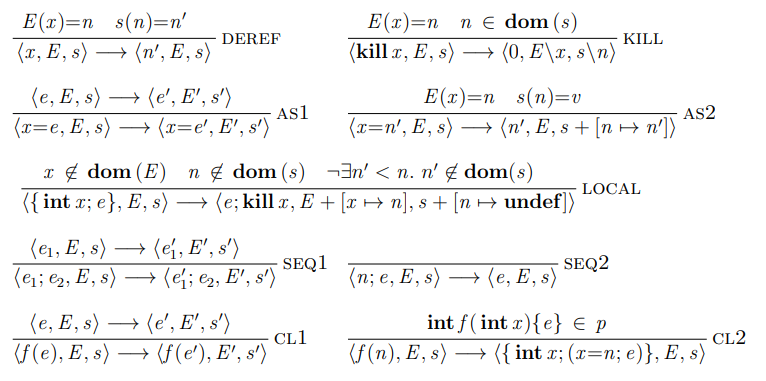 E(x)=n   s(n)=n′
⟨x, E, s⟩ ⟶ ⟨n′, E, s⟩ DEREF
E(x)=n   n ∈ dom (s)
⟨kill x, E, s⟩ ⟶ ⟨0, E\x, s\n⟩ KILL
⟨e, E, s⟩ ⟶ ⟨e′, E′, s′⟩
⟨x=e, E, s⟩ ⟶ ⟨x=e′, E′, s′⟩ AS1
E(x)=n   s(n)=v
⟨x=n′, E, s⟩ ⟶ ⟨n′, E, s + [n ↦ n′]⟩ AS2
x ∉ dom (E)   n ∉ dom (s)   ¬∃n′ < n. n′ ∉ dom(s)
⟨{ int x; e}, E, s⟩ ⟶ ⟨e; kill x, E + [x ↦ n], s + [n ↦ undef]⟩ LOCAL
⟨e₁, E, s⟩ ⟶ ⟨e′₁, E′, s′⟩
⟨e₁; e₂, E, s⟩ ⟶ ⟨e′₁; e₂, E′, s′⟩ SEQ1
⟨n; e, E, s⟩ ⟶ ⟨e, E, s⟩ SEQ2
⟨e, E, s⟩ ⟶ ⟨e′, E′, s′⟩
⟨f(e), E, s⟩ ⟶ ⟨f(e′), E′, s′⟩ CL1
int f( int x){e} ∈ p
⟨f(n), E, s⟩ ⟶ ⟨{ int x; (x=n; e)}, E, s⟩ CL2